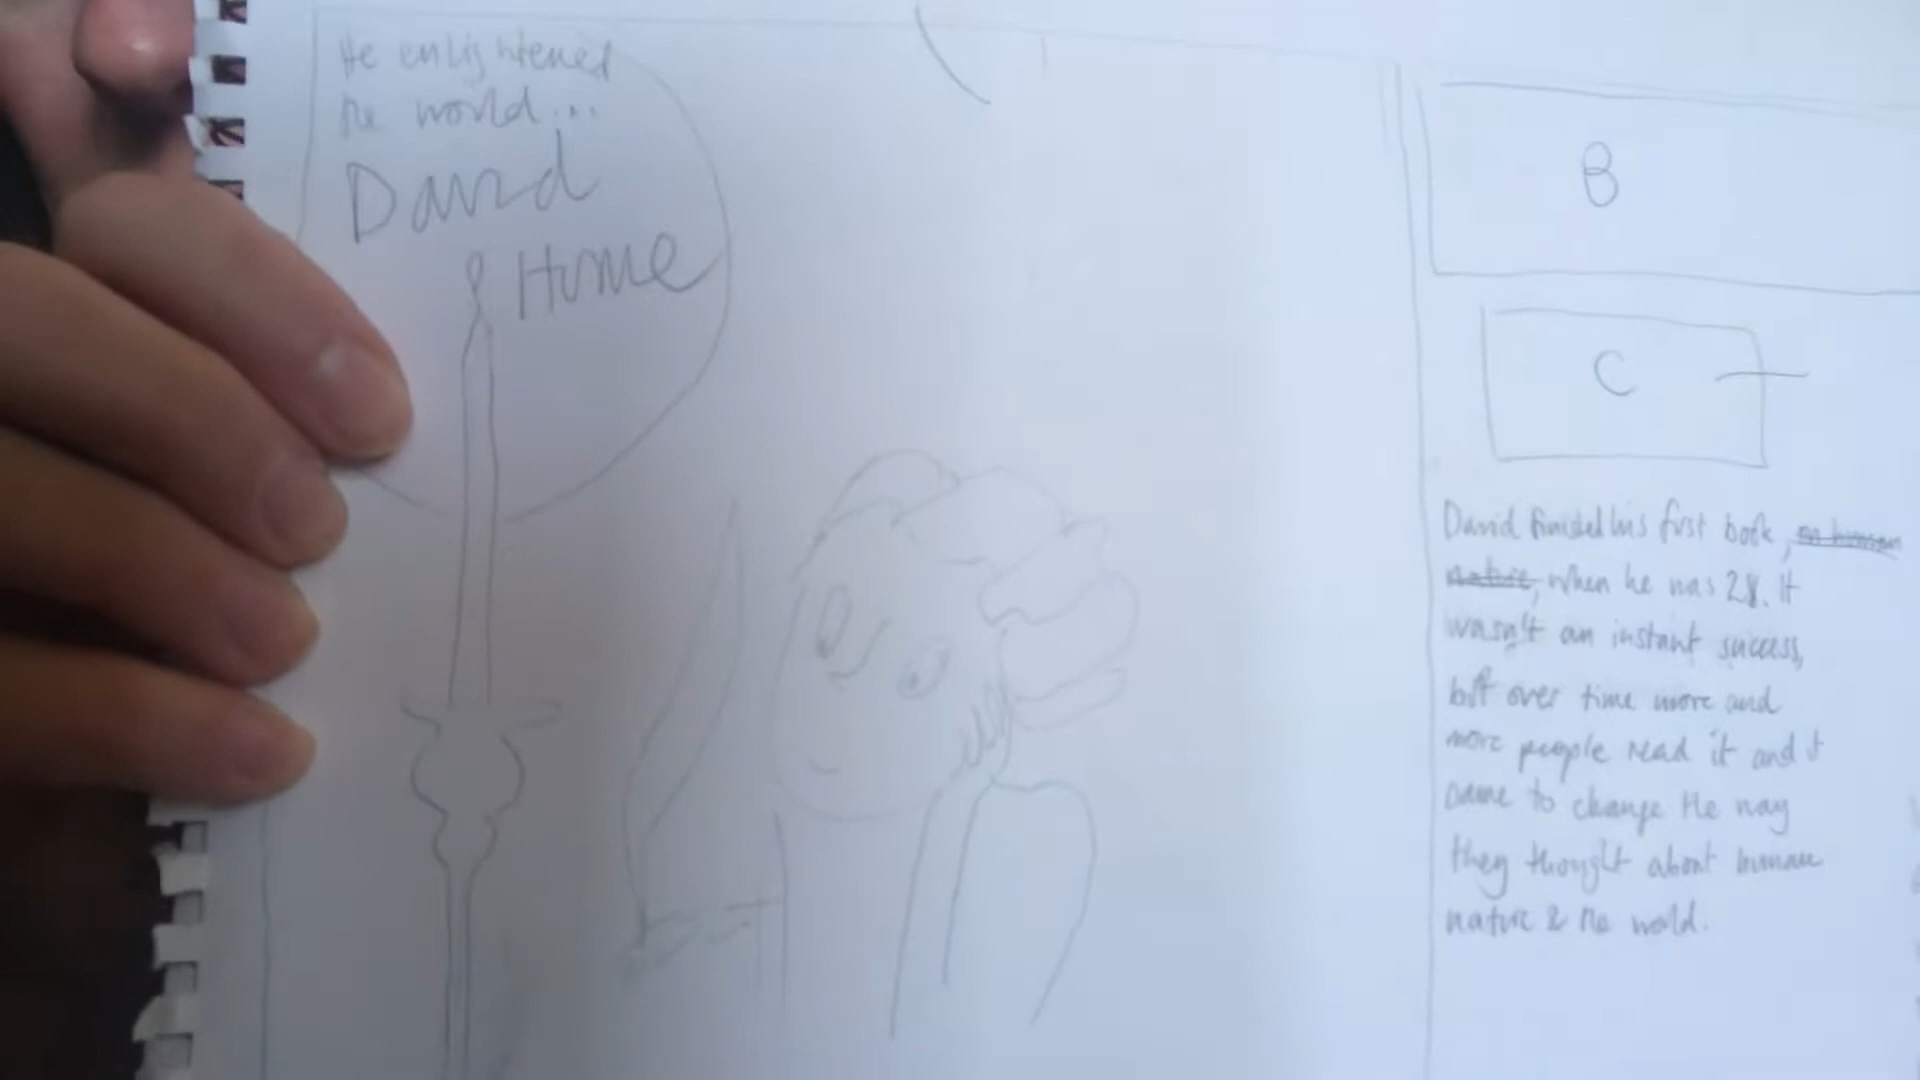 He enlightened
the world...
David
Hume
B
C
David finished his first book, on human
nature, when he was 28. It
wasn't an instant success,
but over time more and
more people read it and it
came to change the way
they thought about human
nature & the world.